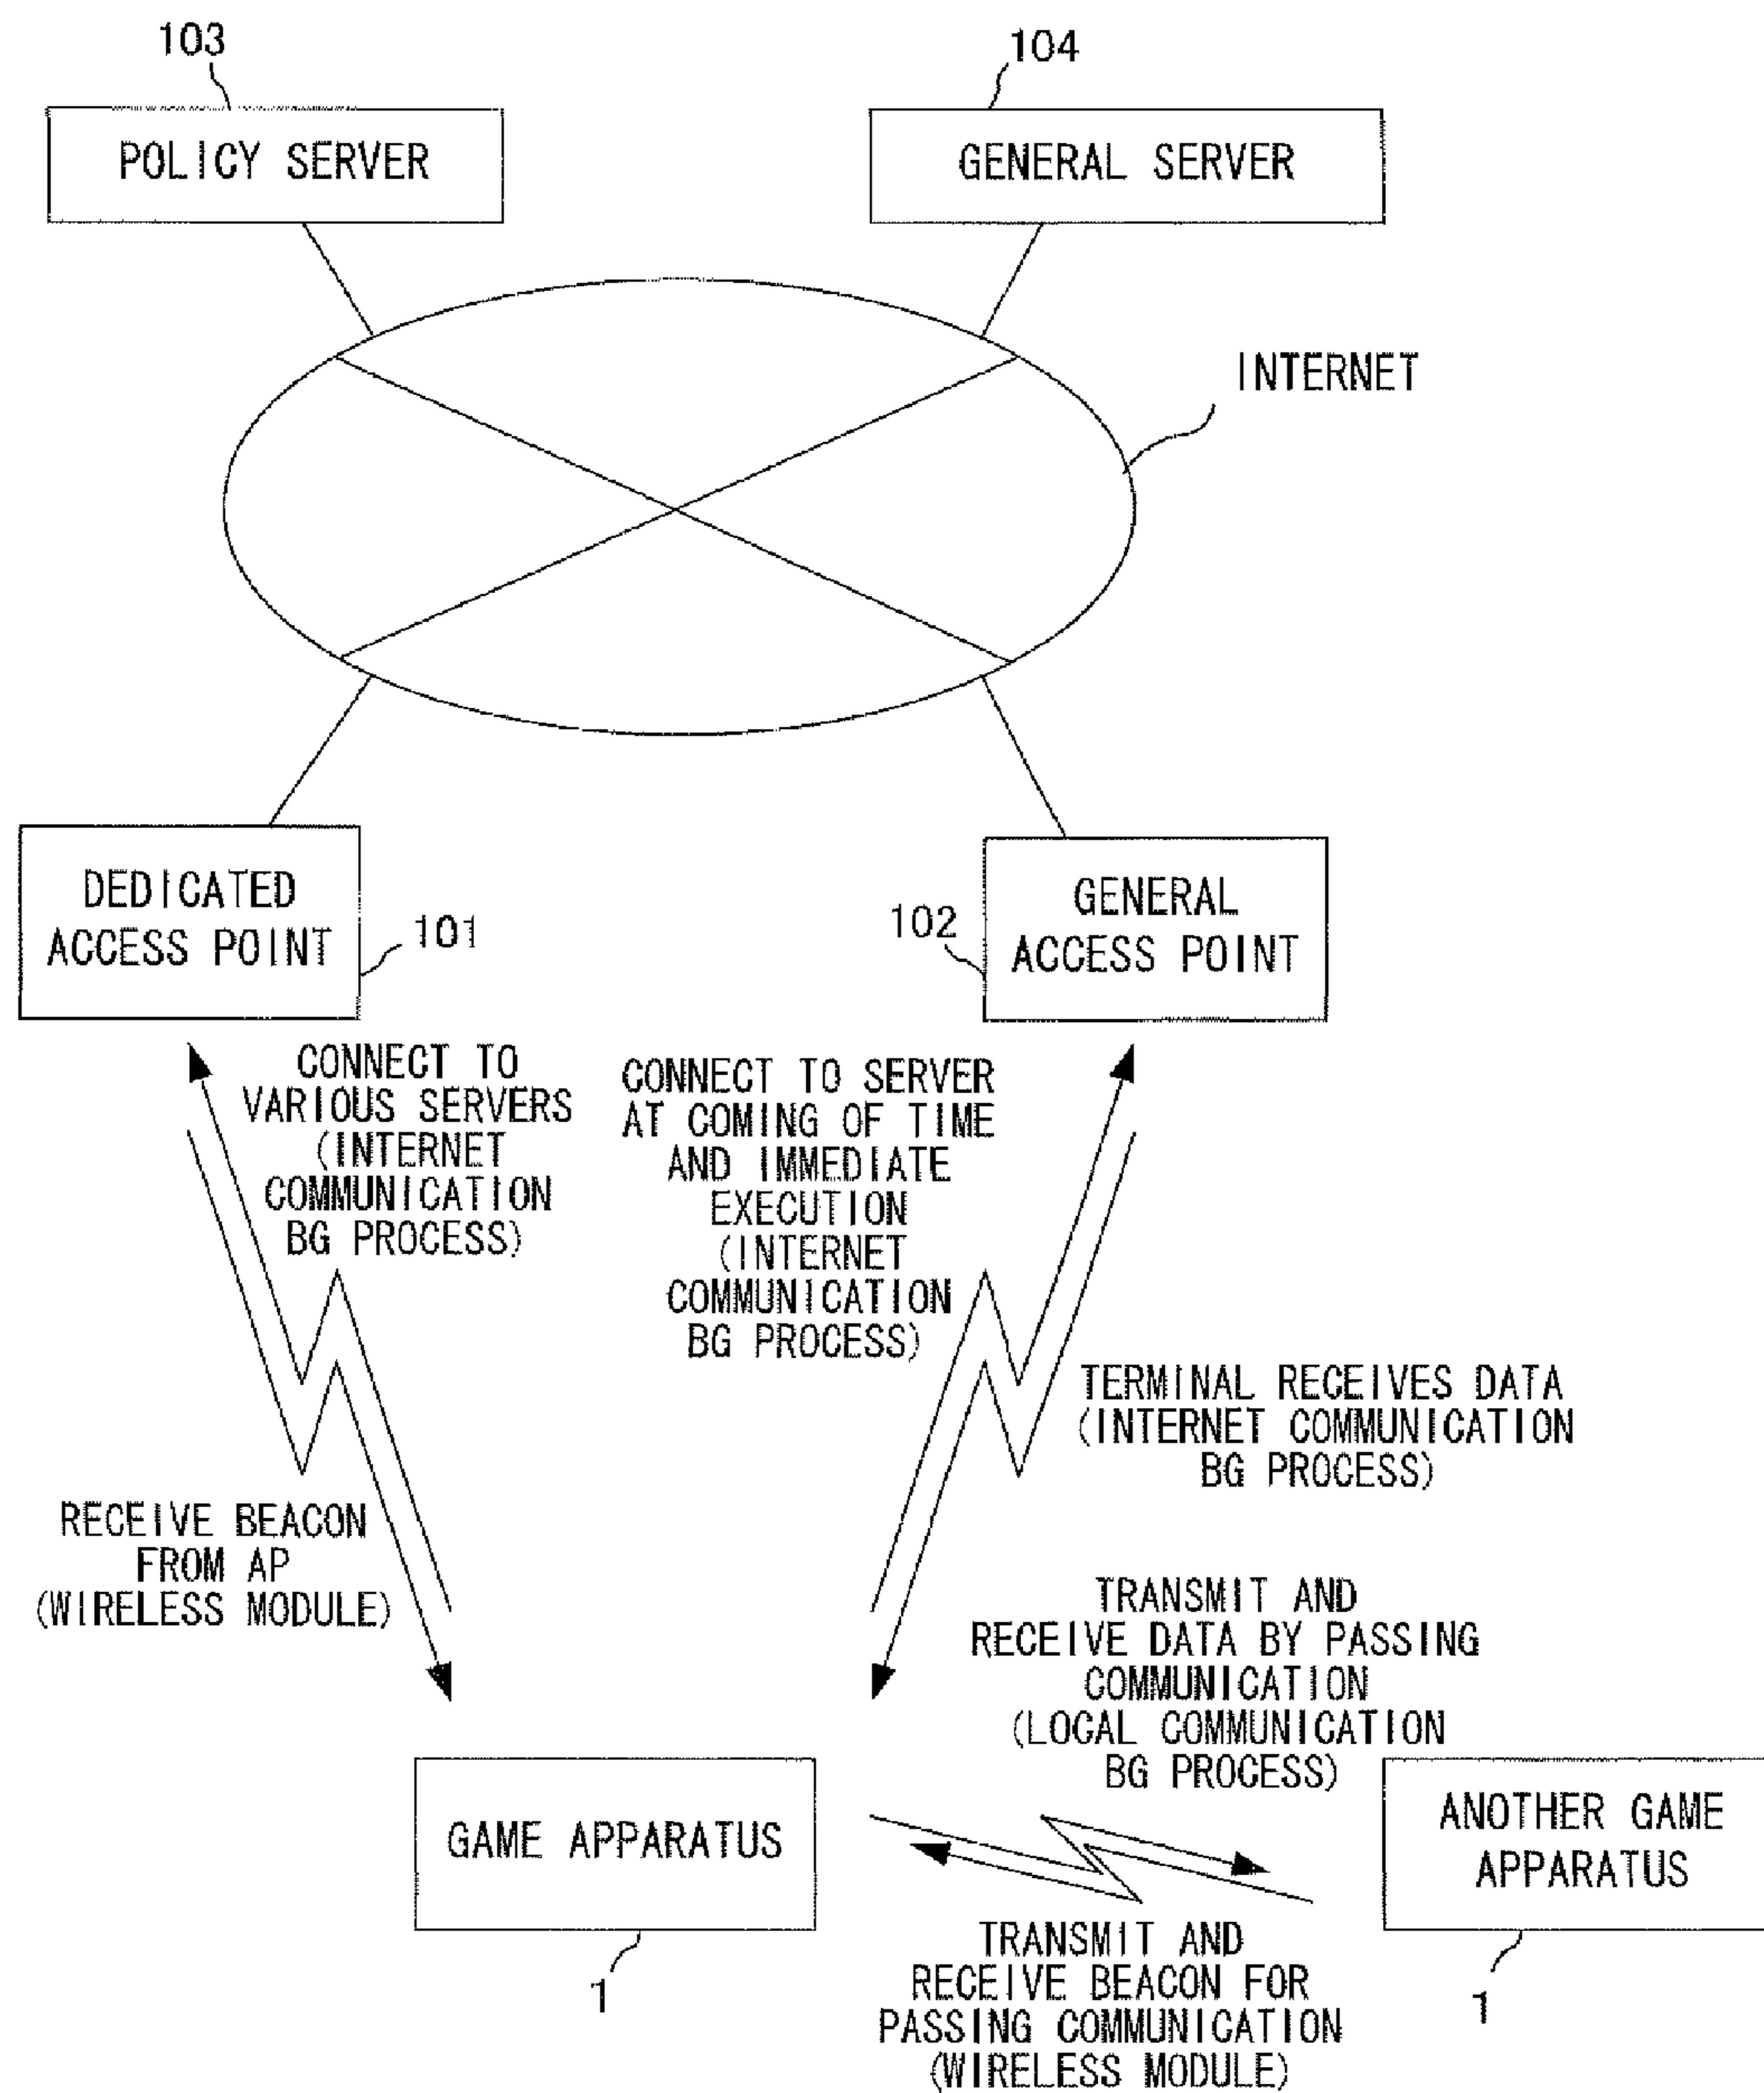 103
104
POLICY SERVER
GENERAL SERVER
INTERNET
DEDICATED
ACCESS POINT
101
GENERAL
ACCESS POINT
102
CONNECT TO
VARIOUS SERVERS
(INTERNET
COMMUNICATION
BG PROCESS)
CONNECT TO SERVER
AT COMING OF TIME
AND IMMEDIATE
EXECUTION
(INTERNET
COMMUNICATION
BG PROCESS)
TERMINAL RECEIVES DATA
(INTERNET COMMUNICATION
BG PROCESS)
RECEIVE BEACON
FROM AP
(WIRELESS MODULE)
TRANSMIT AND
RECEIVE DATA BY PASSING
COMMUNICATION
(LOCAL COMMUNICATION
BG PROCESS)
GAME APPARATUS
1
ANOTHER GAME
APPARATUS
1
TRANSMIT AND
RECEIVE BEACON FOR
PASSING COMMUNICATION
(WIRELESS MODULE)